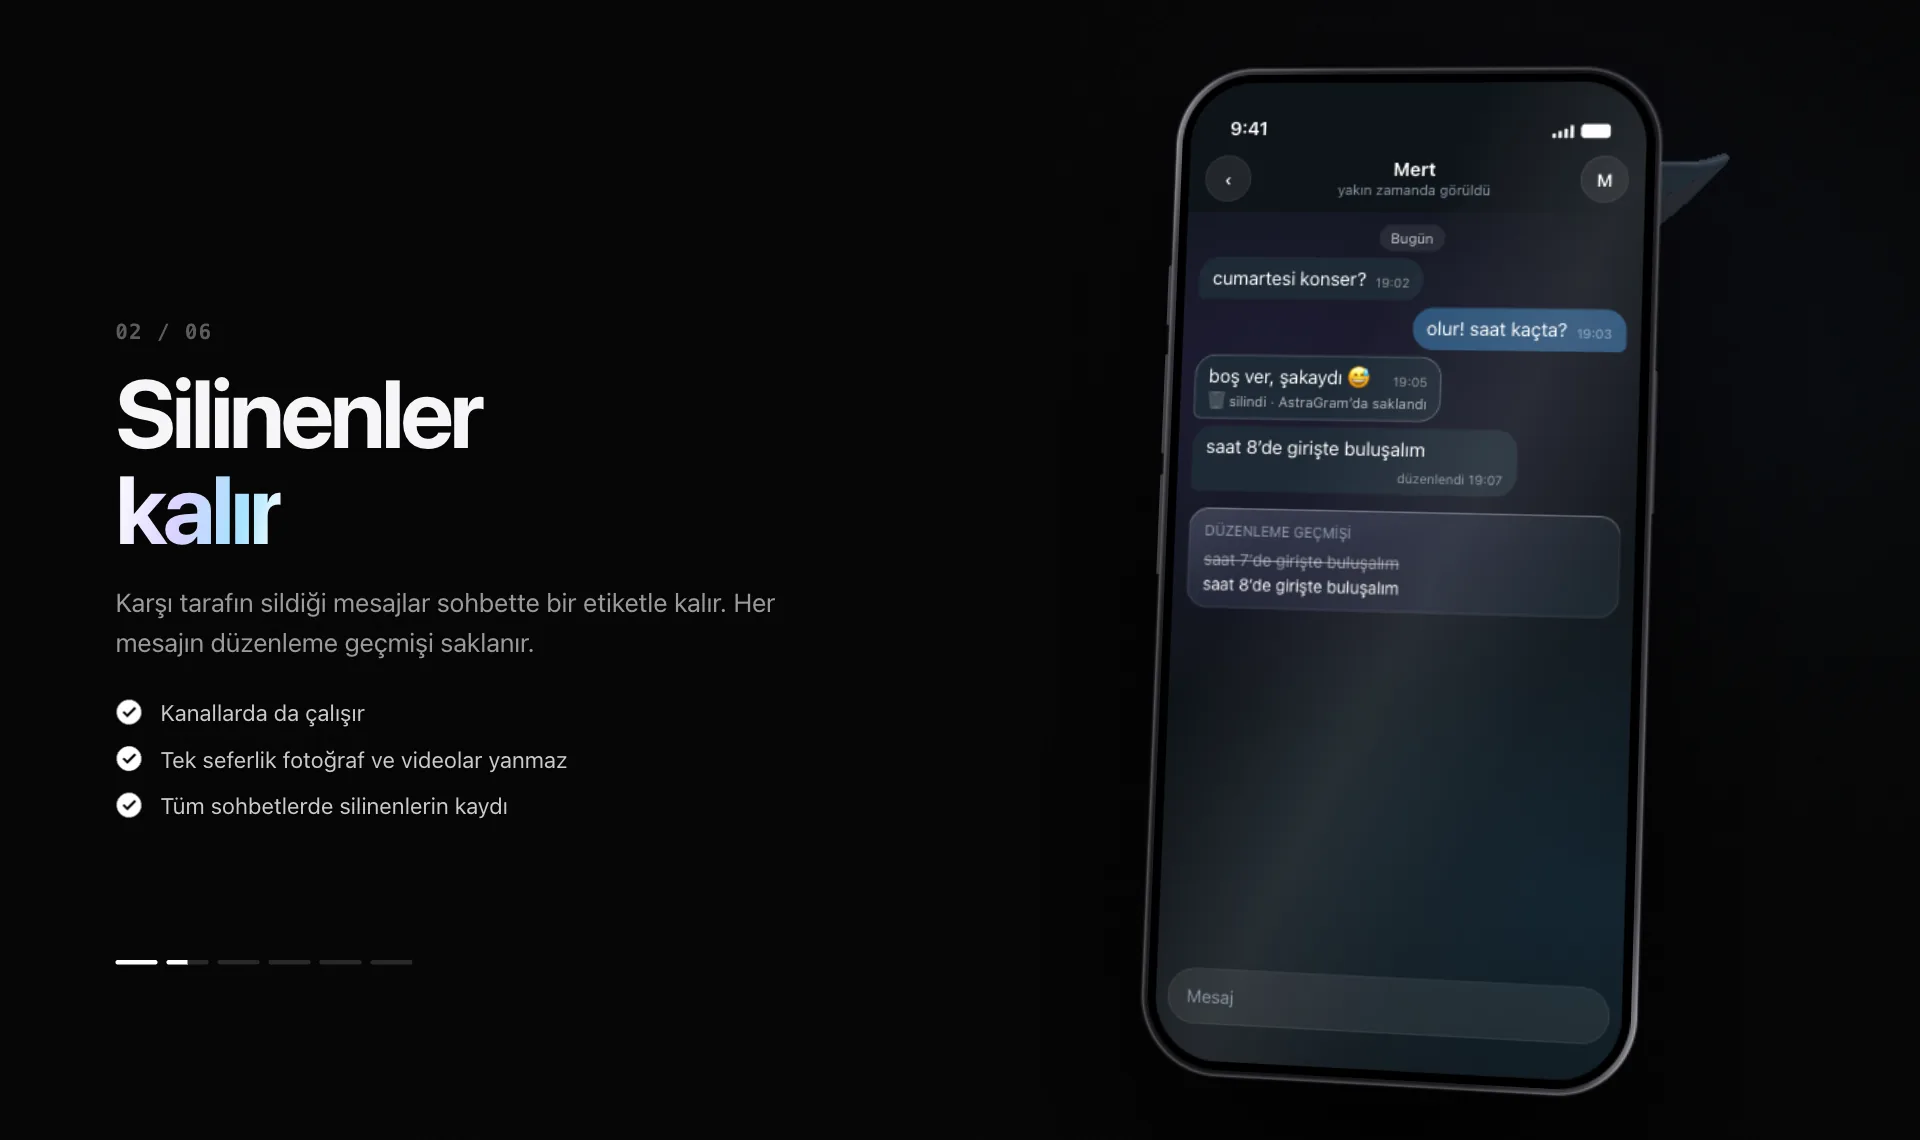 02 / 06
Silinenler
kalır
Karşı tarafın sildiği mesajlar sohbette bir etiketle kalır. Her
mesajın düzenleme geçmişi saklanır.
Kanallarda da çalışır
Tek seferlik fotoğraf ve videolar yanmaz
Tüm sohbetlerde silinenlerin kaydı
9:41
‹
Mert
M
yakın zamanda görüldü
Bugün
cumartesi konser? 19:02
olur! saat kaçta? 19:03
boş ver, şakaydı 😅 19:05
🗑 silindi · AstraGram’da saklandı
saat 8’de girişte buluşalım
düzenlendi 19:07
DÜZENLEME GEÇMİŞİ
saat 7’de girişte buluşalım
saat 8’de girişte buluşalım
Mesaj